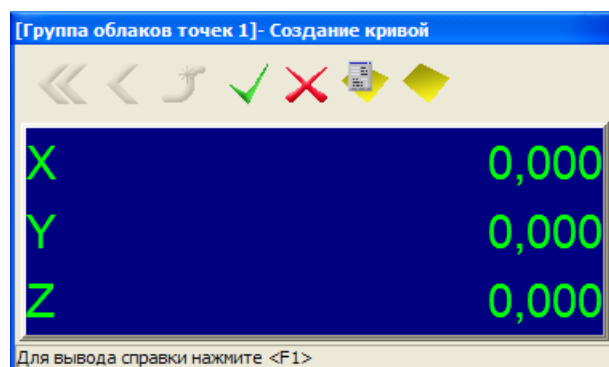 [Группа облаков точек 1]- Создание кривой
X 0,000
Y 0,000
Z 0,000
Для вывода справки нажмите <F1>